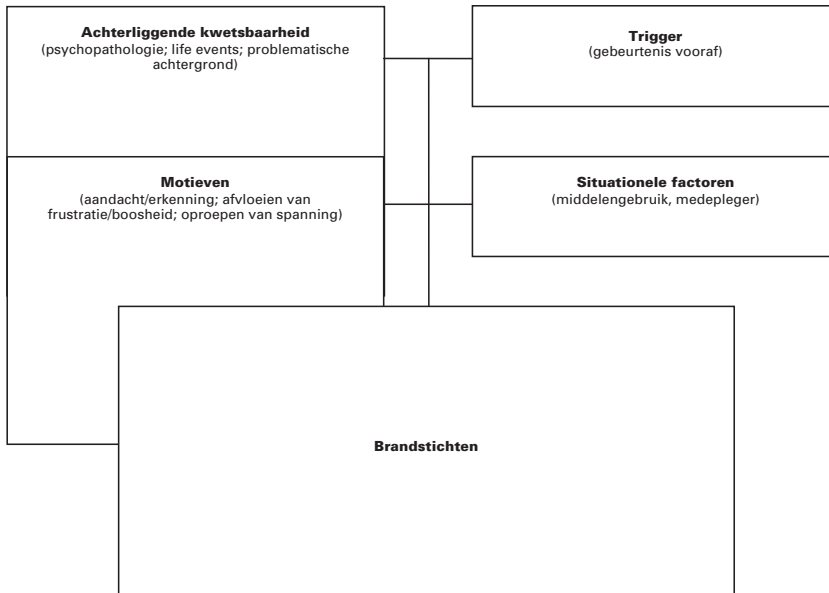 Achterliggende kwetsbaarheid
(psychopathologie; life events; problematische
achtergrond)
Trigger
(gebeurtenis vooraf)
Motieven
(aandacht/erkenning; afvloeien van
frustratie/boosheid; oproepen van spanning)
Situationele factoren
(middelengebruik, medepleger)
Brandstichten